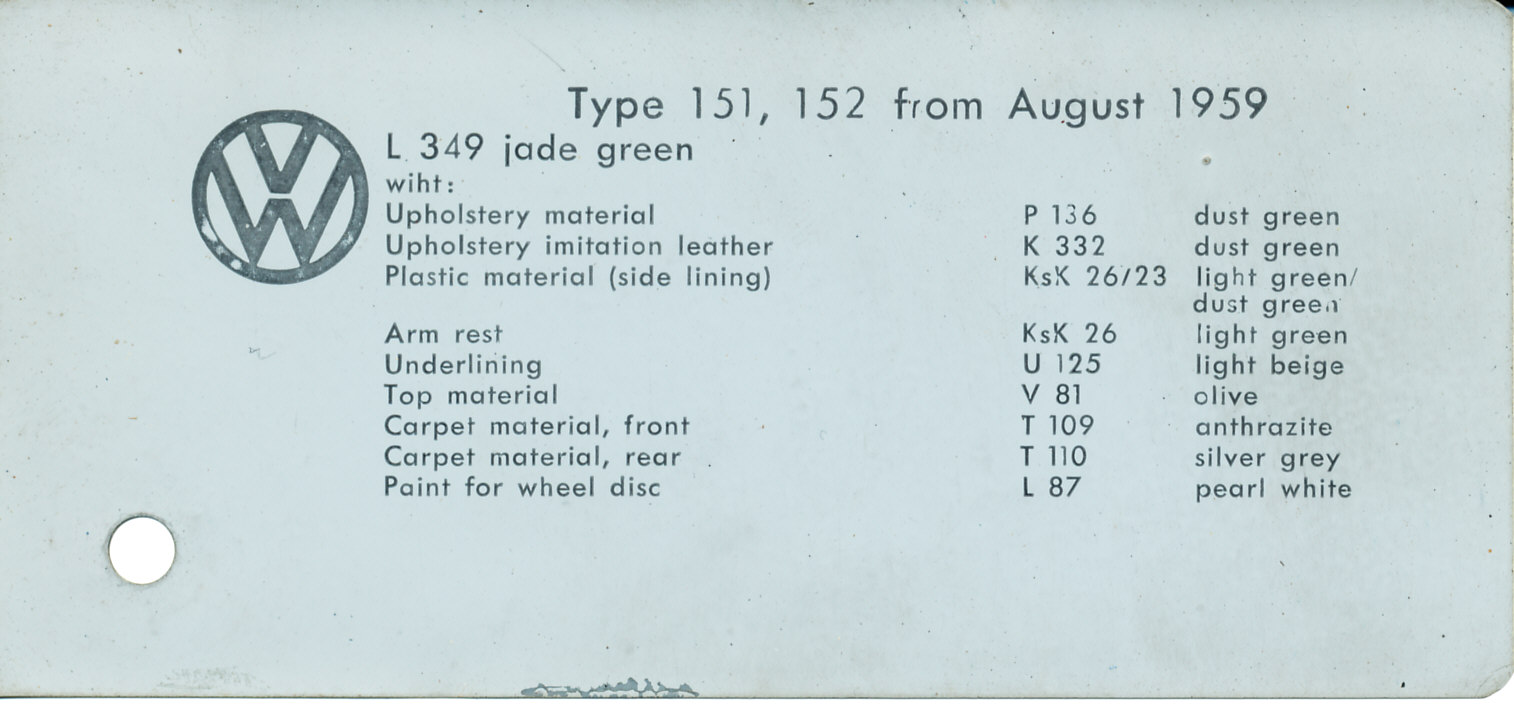 Type 151, 152 from August 1959
L 349 jade green
wiht:
Upholstery material P 136 dust green
Upholstery imitation leather K 332 dust green
Plastic material (side lining) KsK 26/23 light green/
dust green
Arm rest KsK 26 light green
Underlining U 125 light beige
Top material V 81 olive
Carpet material, front T 109 anthrazite
Carpet material, rear T 110 silver grey
Paint for wheel disc L 87 pearl white